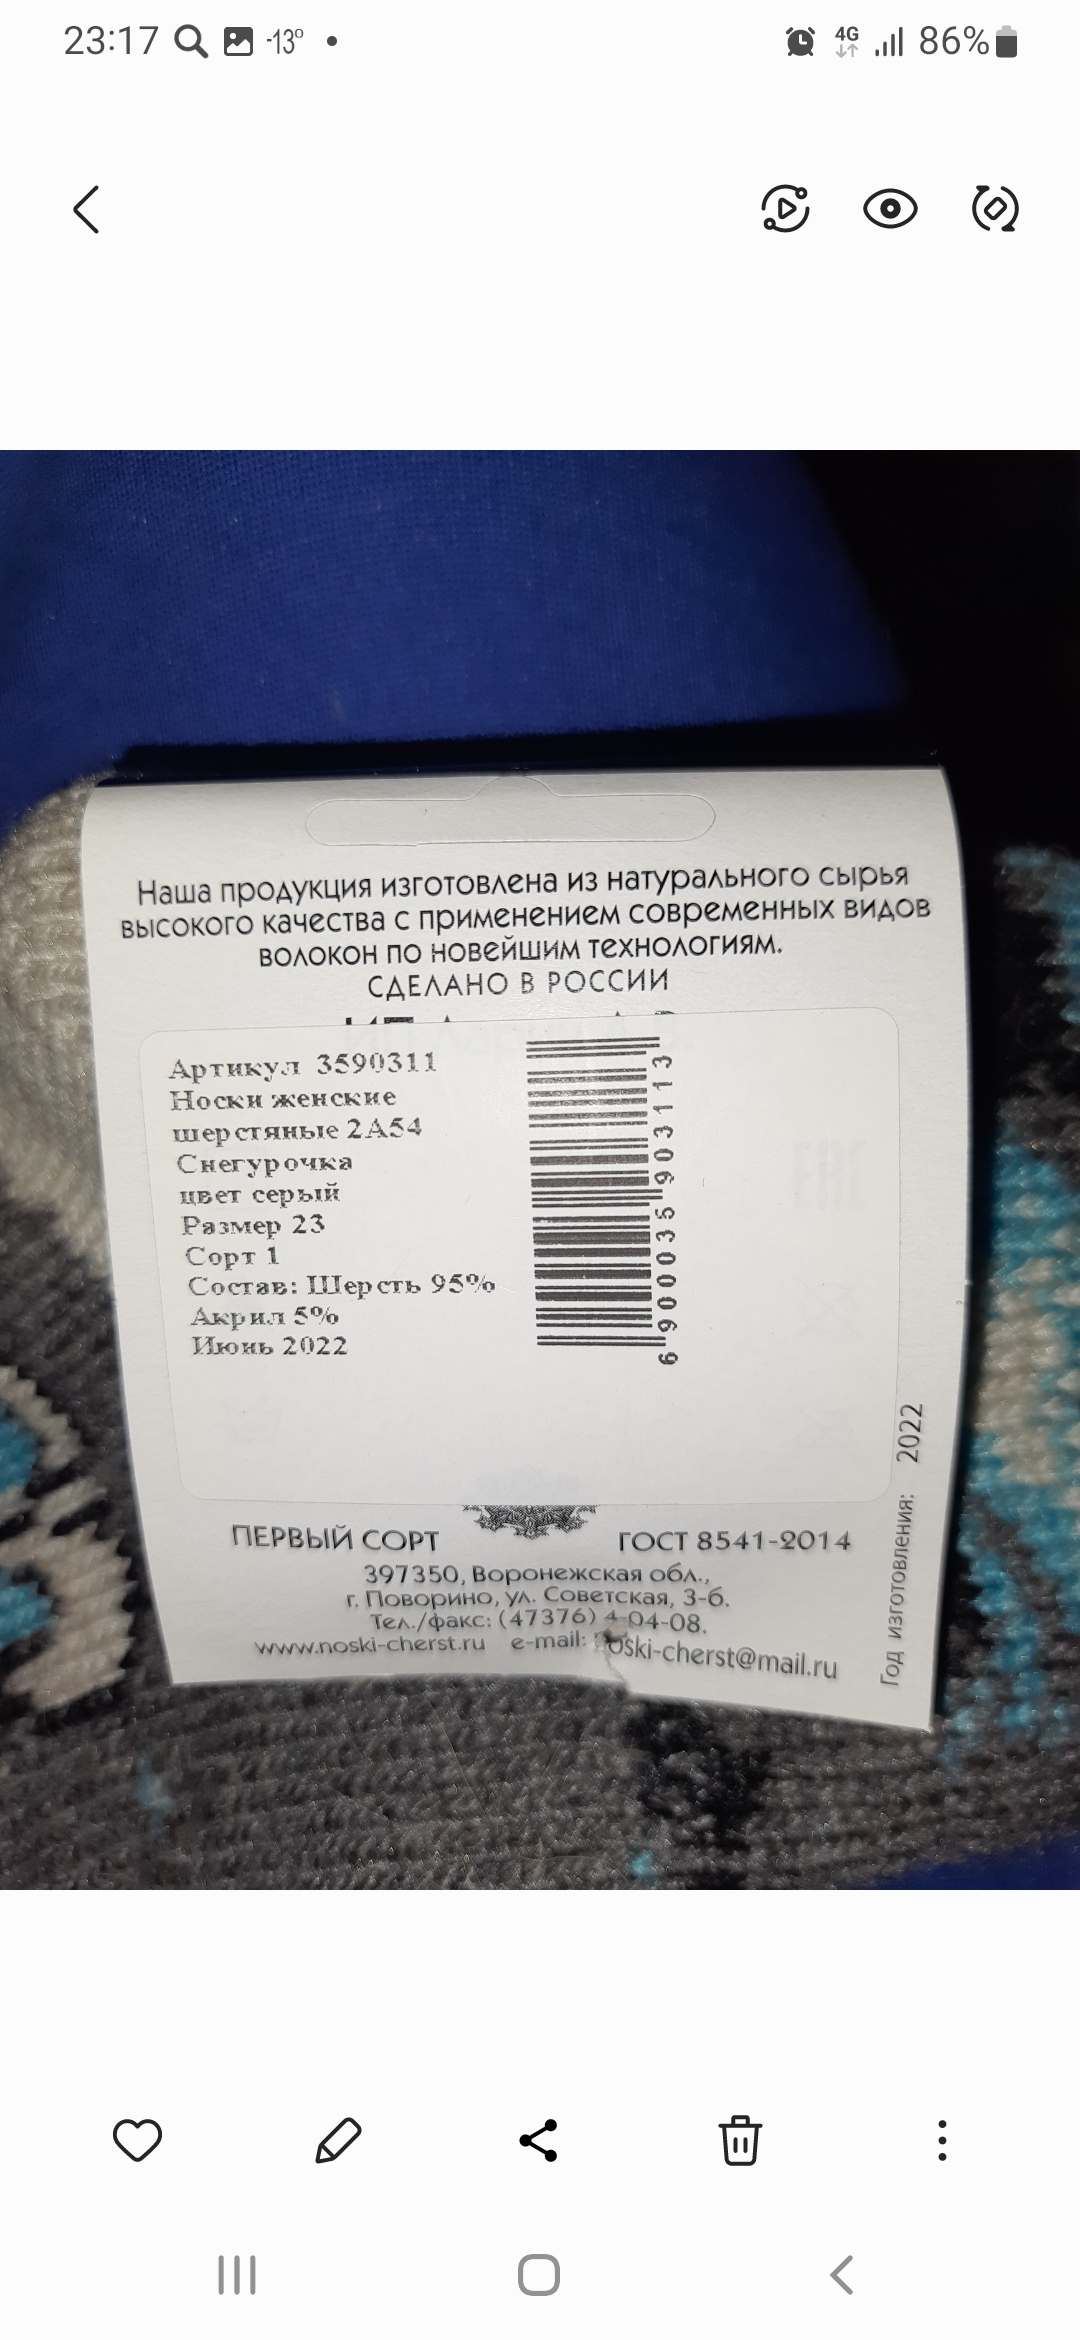 23:17 -13° 4G 86%
Наша продукция изготовлена из натурального сырья
высокого качества с применением современных видов
волокон по новейшим технологиям.
СДЕЛАНО В РОССИИ
Артикул 3590311
Носки женские
шерстяные 2А54
Снегурочка
цвет серый
Размер 23
Сорт 1
Состав: Шерсть 95%
Акрил 5%
Июнь 2022
6 900035 903113
Год изготовления: 2022
ПЕРВЫЙ СОРТ ГОСТ 8541-2014
397350, Воронежская обл.,
г. Поворино, ул. Советская, 3-б.
Тел./факс: (47376) 4-04-08.
www.noski-cherst.ru e-mail: noski-cherst@mail.ru